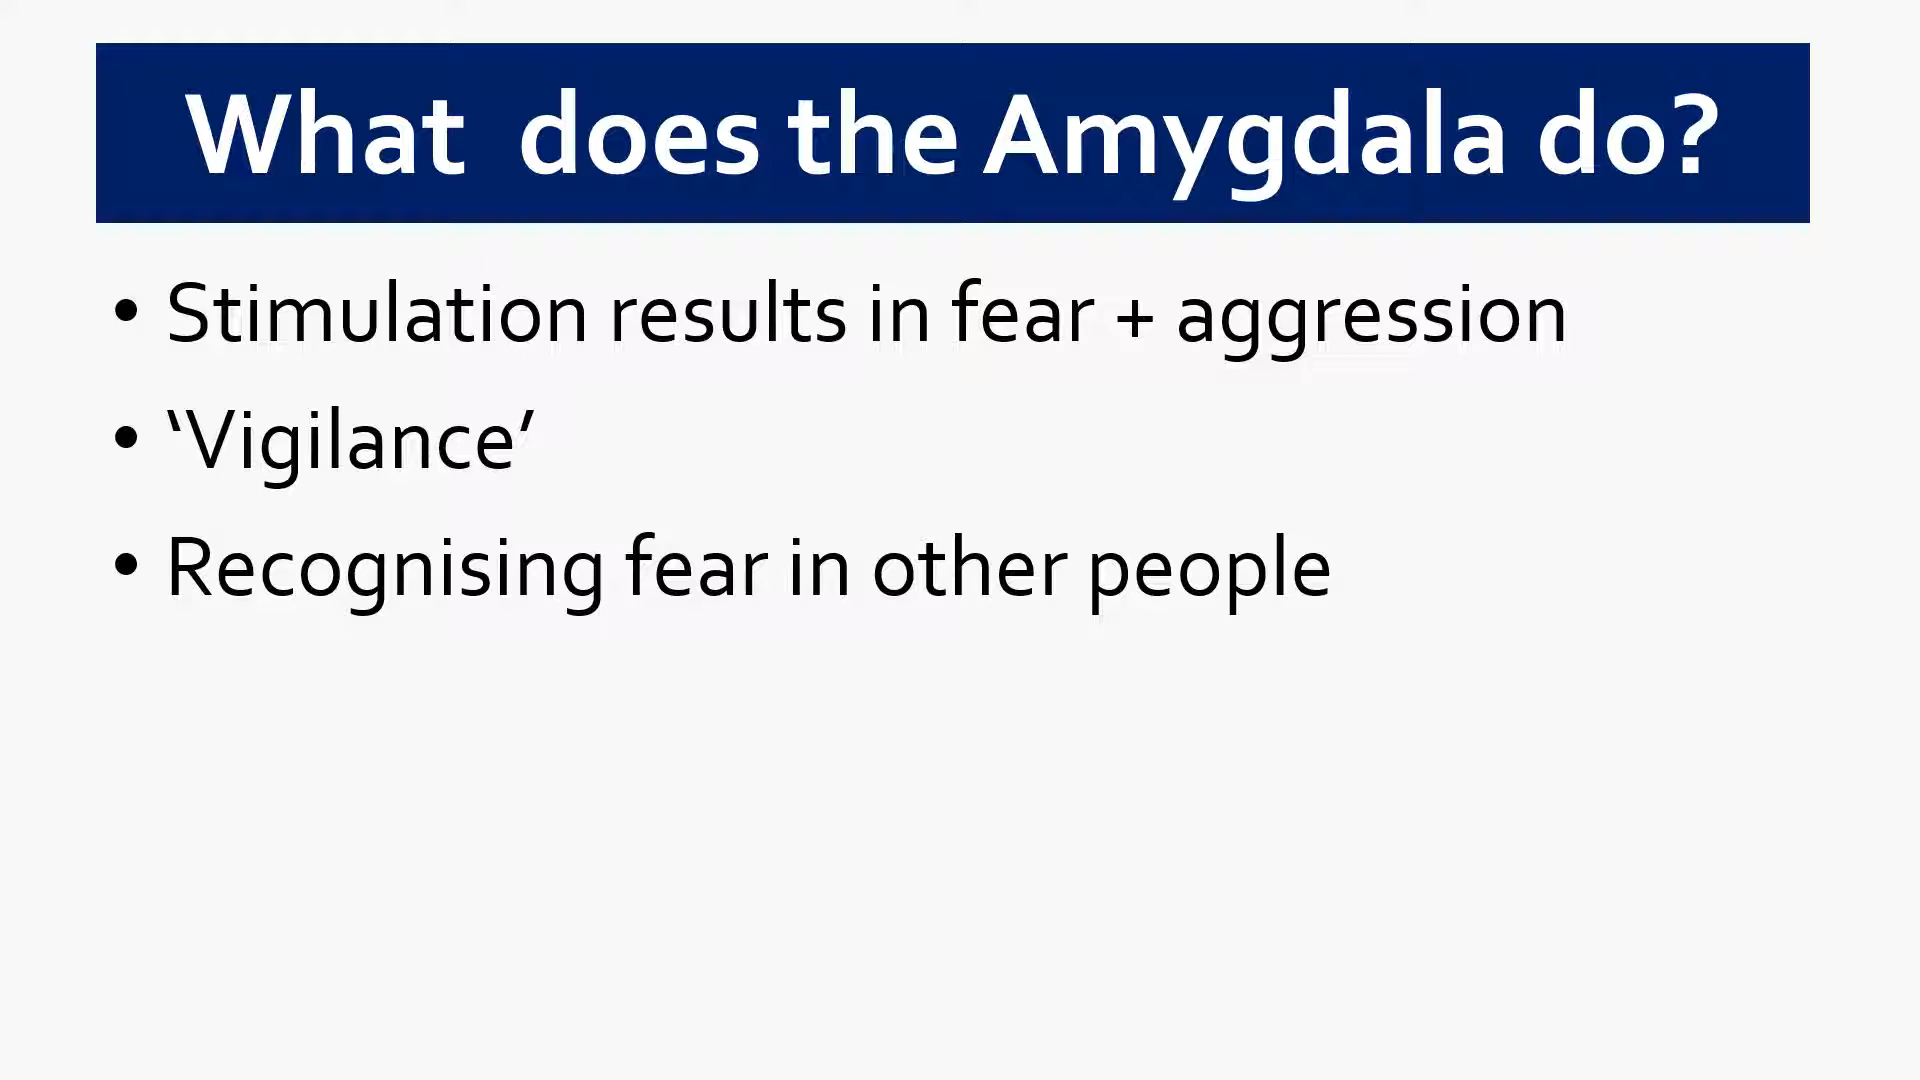 What  does the Amygdala do?
• Stimulation results in fear + aggression
• ‘Vigilance’
• Recognising fear in other people